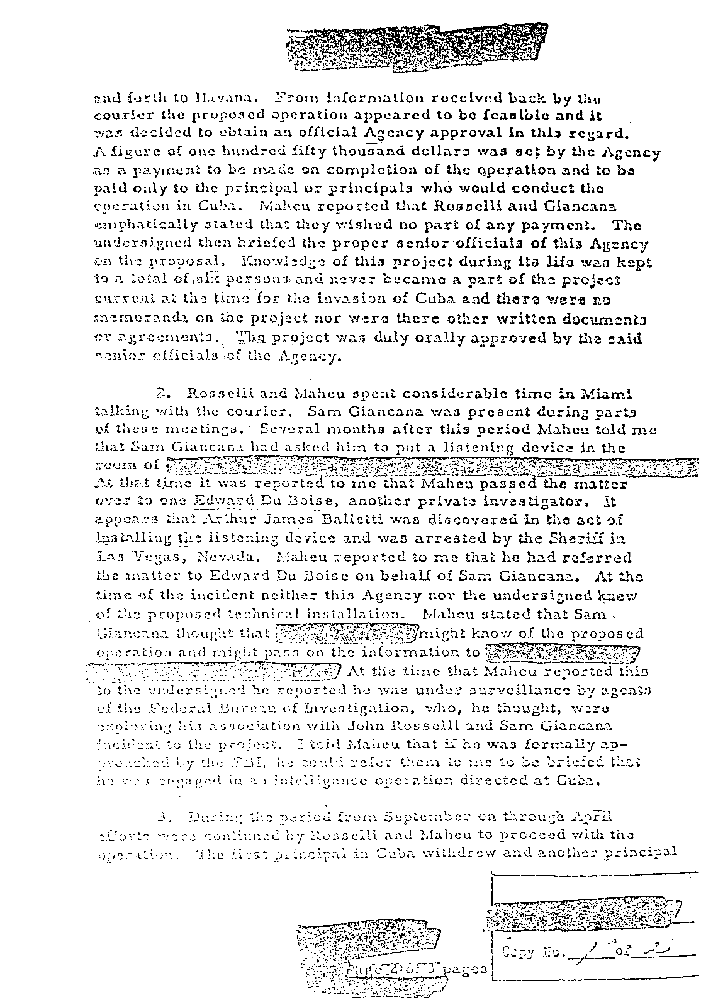 and forth to Havana. From information received back by the
courier the proposed operation appeared to be feasible and it
was decided to obtain an official Agency approval in this regard.
A figure of one hundred fifty thousand dollars was set by the Agency
as a payment to be made on completion of the operation and to be
paid only to the principal or principals who would conduct the
operation in Cuba. Maheu reported that Rosselli and Giancana
emphatically stated that they wished no part of any payment. The
undersigned then briefed the proper senior officials of this Agency
on the proposal. Knowledge of this project during its life was kept
to a total of six persons and never became a part of the project
current at the time for the invasion of Cuba and there were no
memoranda on the project nor were there other written documents
or agreements. The project was duly orally approved by the said
senior officials of the Agency.
2. Rosselli and Maheu spent considerable time in Miami
talking with the courier. Sam Giancana was present during parts
of these meetings. Several months after this period Maheu told me
that Sam Giancana had asked him to put a listening device in the
room of
At that time it was reported to me that Maheu passed the matter
over to one Edward Du Boise, another private investigator. It
appears that Arthur James Balletti was discovered in the act of
installing the listening device and was arrested by the Sheriff in
Las Vegas, Nevada. Maheu reported to me that he had referred
the matter to Edward Du Boise on behalf of Sam Giancana. At the
time of the incident neither this Agency nor the undersigned knew
of the proposed technical installation. Maheu stated that Sam
Giancana thought that might know of the proposed
operation and might pass on the information to
At the time that Maheu reported this
to the undersigned he reported he was under surveillance by agents
of the Federal Bureau of Investigation, who, he thought, were
exploring his association with John Rosselli and Sam Giancana
incident to the project. I told Maheu that if he was formally ap-
proached by the FBI, he could refer them to me to be briefed that
he was engaged in an intelligence operation directed at Cuba.
3. During the period from September on through April
efforts were continued by Rosselli and Maheu to proceed with the
operation. The first principal in Cuba withdrew and another principal
Copy No. 1 of 2
Page 2 of 3 pages